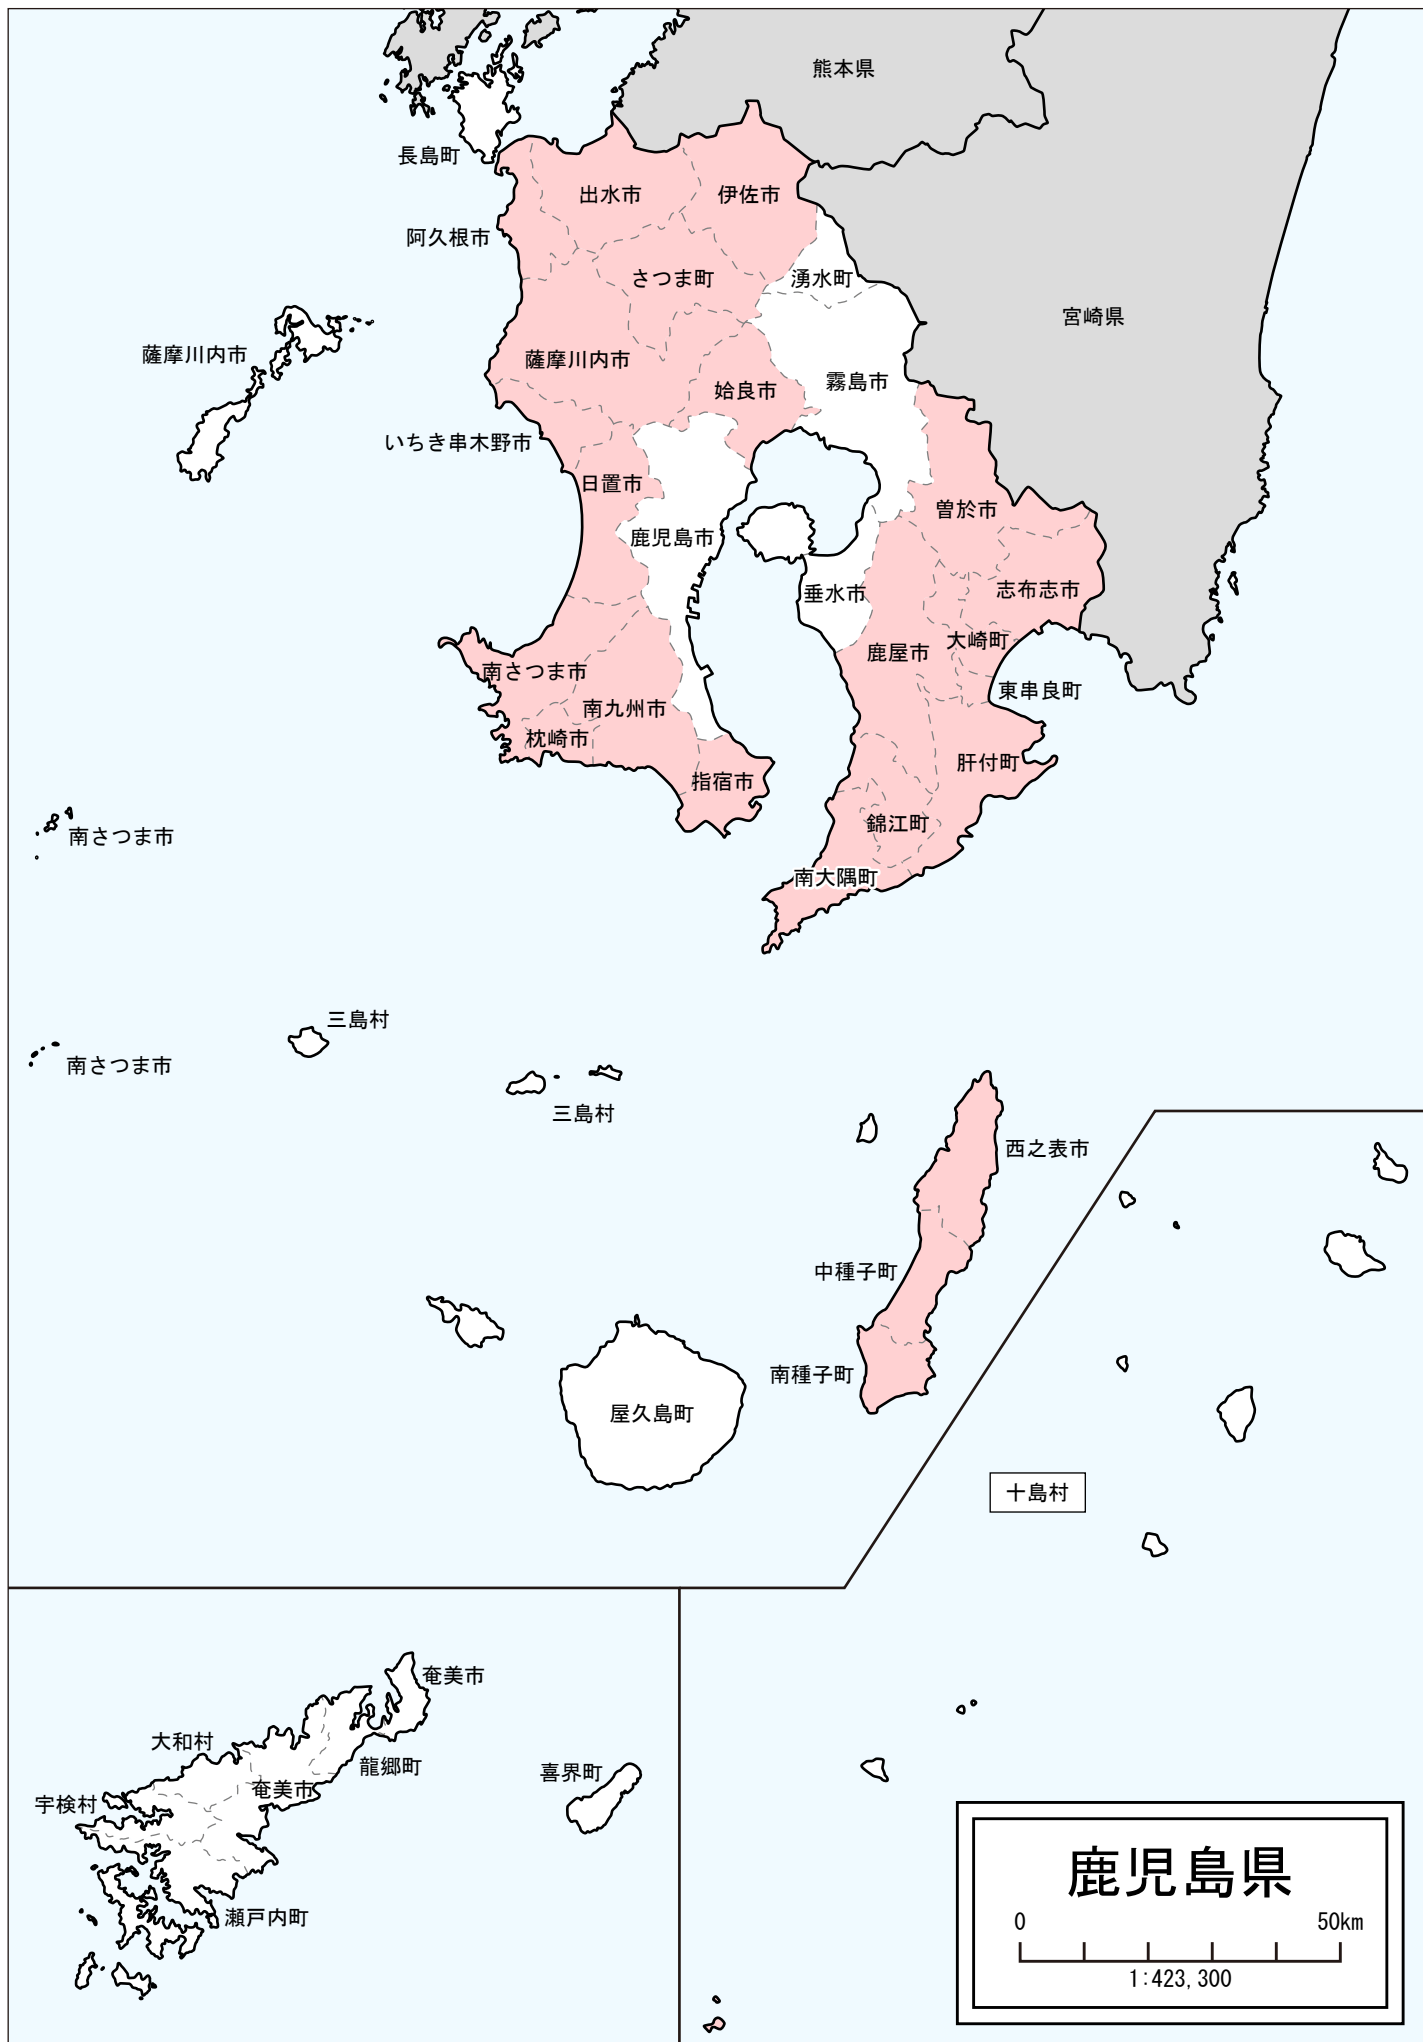 熊本県
長島町
出水市
伊佐市
阿久根市
さつま町
湧水町
宮崎県
薩摩川内市
薩摩川内市
霧島市
姶良市
いちき串木野市
日置市
曽於市
鹿児島市
志布志市
垂水市
大崎町
鹿屋市
南さつま市
東串良町
南九州市
枕崎市
肝付町
指宿市
錦江町
南さつま市
南大隅町
三島村
南さつま市
三島村
西之表市
中種子町
南種子町
屋久島町
十島村
奄美市
大和村
龍郷町
喜界町
奄美市
宇検村
瀬戸内町
鹿児島県
0 50km
1:423,300